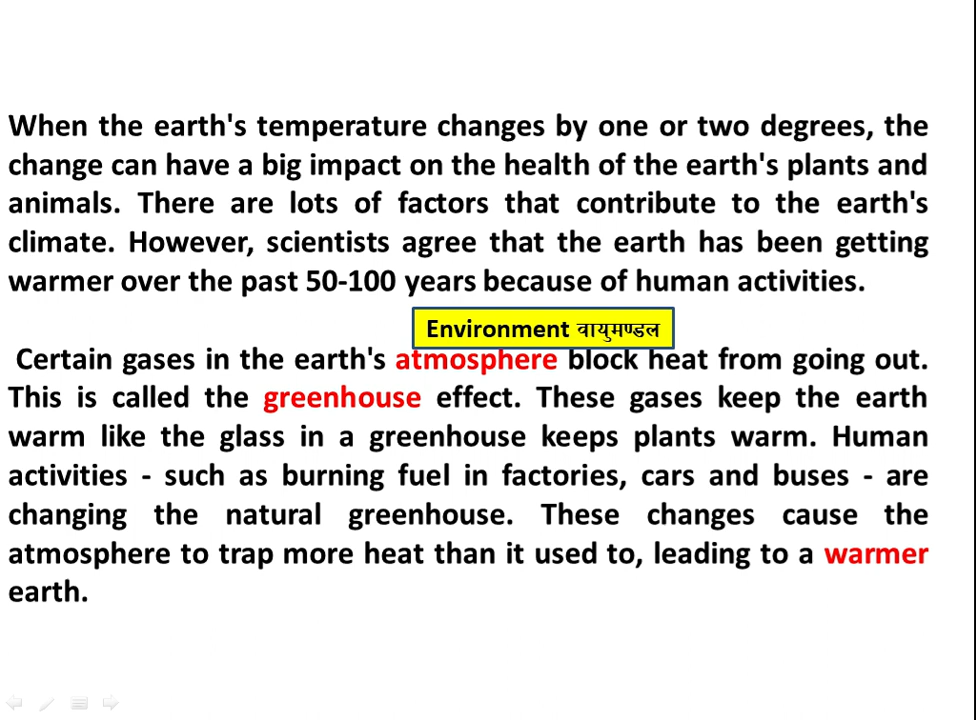 When the earth's temperature changes by one or two degrees, the
change can have a big impact on the health of the earth's plants and
animals. There are lots of factors that contribute to the earth's
climate. However, scientists agree that the earth has been getting
warmer over the past 50-100 years because of human activities.
Environment वायुमण्डल
Certain gases in the earth's atmosphere block heat from going out.
This is called the greenhouse effect. These gases keep the earth
warm like the glass in a greenhouse keeps plants warm. Human
activities - such as burning fuel in factories, cars and buses - are
changing the natural greenhouse. These changes cause the
atmosphere to trap more heat than it used to, leading to a warmer
earth.